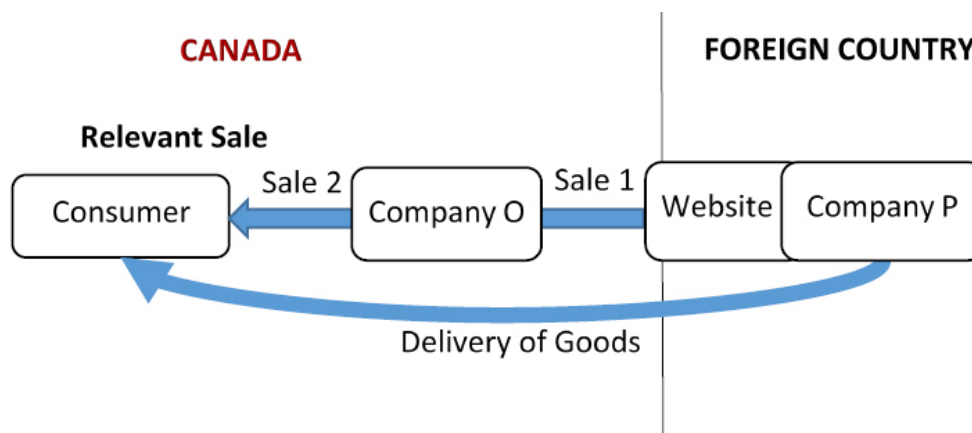 CANADA
FOREIGN COUNTRY
Relevant Sale
Consumer
Sale 2
Company O
Sale 1
Website
Company P
Delivery of Goods